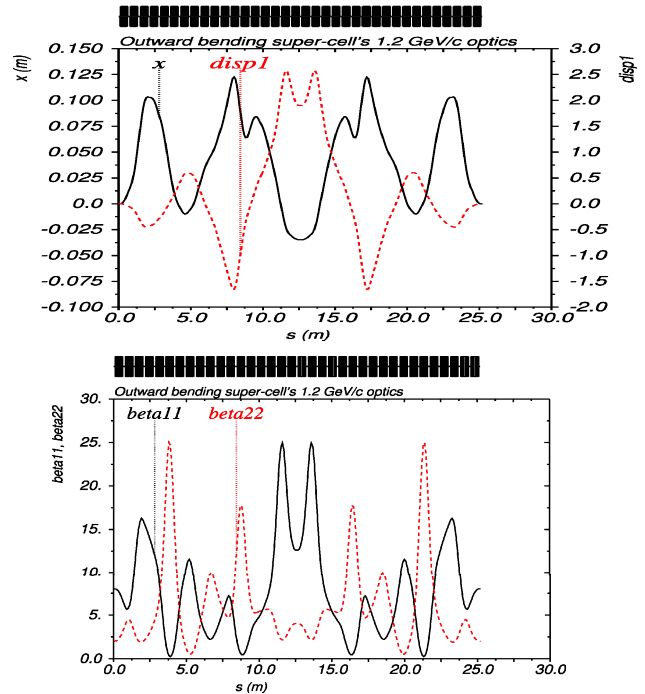 Outward bending super-cell's 1.2 GeV/c optics
x (m)
disp1
x
disp1
0.150
0.125
0.100
0.075
0.050
0.025
0.0
-0.025
-0.050
-0.075
-0.100
3.0
2.5
2.0
1.5
1.0
0.5
0.0
-0.5
-1.0
-1.5
-2.0
0.0 5.0 10.0 15.0 20.0 25.0 30.0
s (m)
Outward bending super-cell's 1.2 GeV/c optics
beta11, beta22
beta11 beta22
30.
25.
20.
15.
10.
5.
0.0
0.0 5.0 10.0 15.0 20.0 25.0 30.0
s (m)